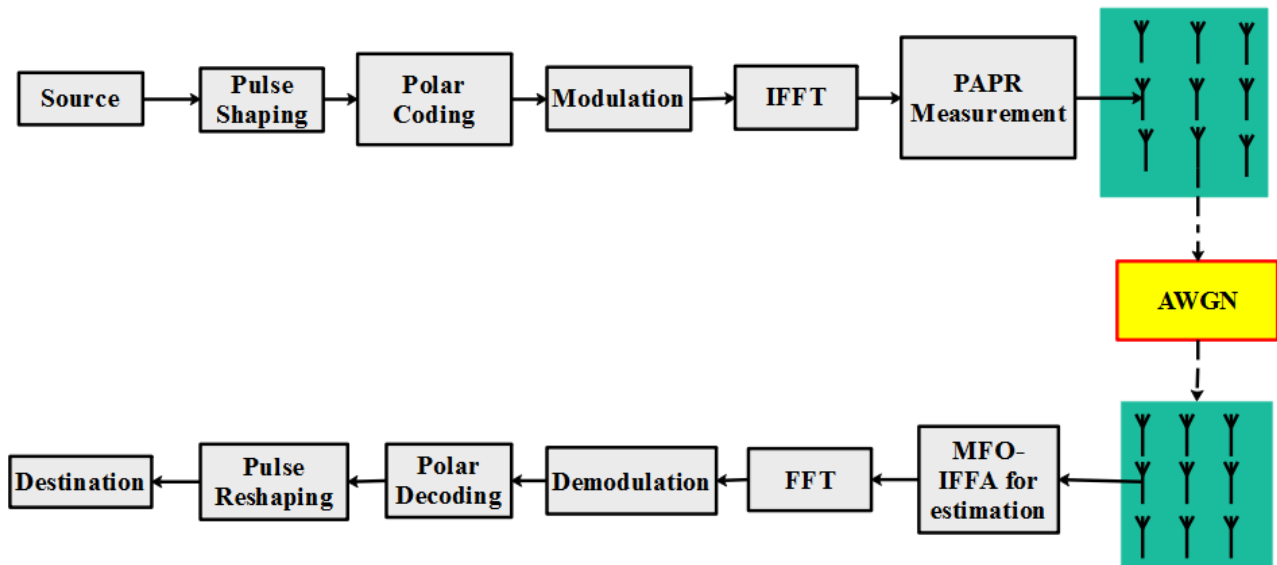 Source
Pulse
Shaping
Polar
Coding
Modulation
IFFT
PAPR
Measurement
AWGN
Destination
Pulse
Reshaping
Polar
Decoding
Demodulation
FFT
MFO-
IFFA for
estimation